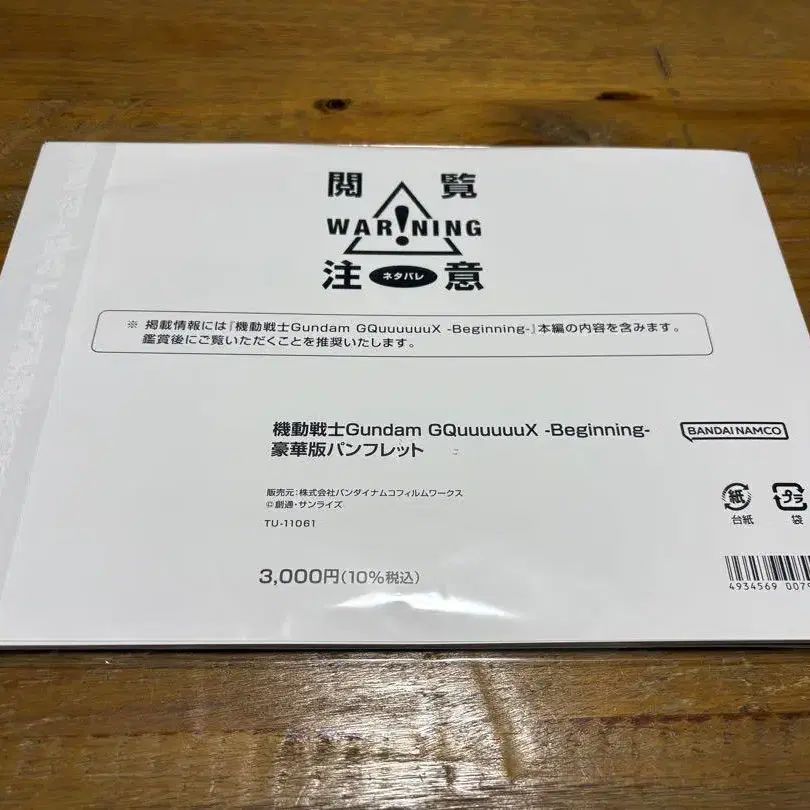 閲覧
WARNING
注 ネタバレ 意
※ 掲載情報には『機動戦士Gundam GQuuuuuuX -Beginning-』本編の内容を含みます。
鑑賞後にご覧いただくことを推奨いたします。
機動戦士Gundam GQuuuuuuX -Beginning-
豪華版パンフレット
BANDAI NAMCO
販売元:株式会社バンダイナムコフィルムワークス
©創通・サンライズ
TU-11061
紙 プラ
台紙 袋
3,000円(10%税込)
4934569 007